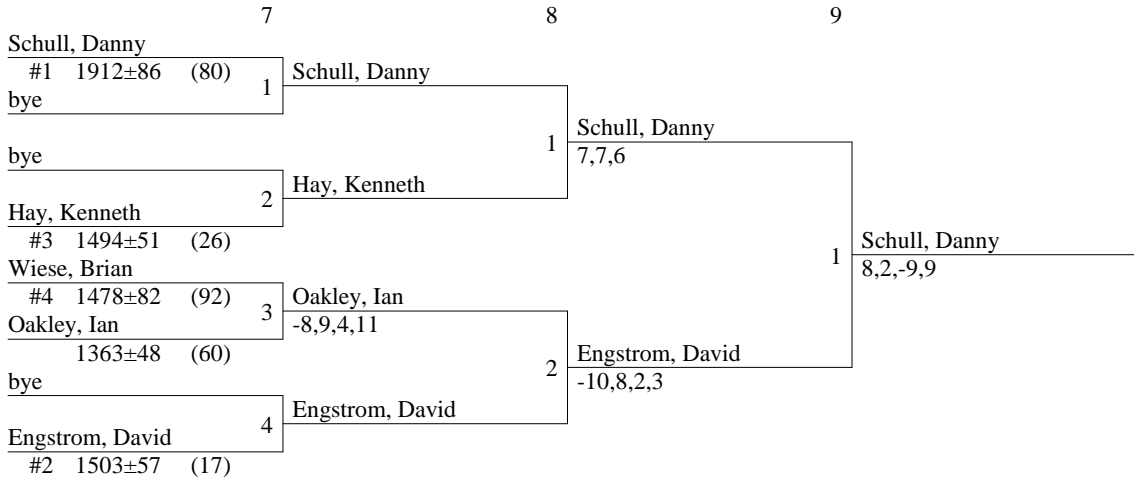 7 8 9
Schull, Danny
#1 1912±86 (80)
1 Schull, Danny
bye
Schull, Danny
1
7,7,6
bye
2 Hay, Kenneth
Hay, Kenneth
#3 1494±51 (26)
Schull, Danny
1
8,2,-9,9
Wiese, Brian
#4 1478±82 (92)
3 Oakley, Ian
-8,9,4,11
Oakley, Ian
1363±48 (60)
Engstrom, David
2
-10,8,2,3
bye
4 Engstrom, David
Engstrom, David
#2 1503±57 (17)